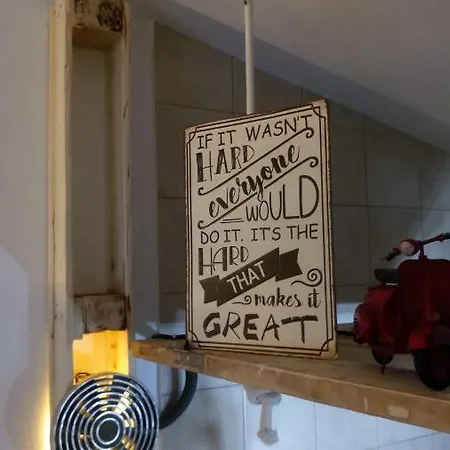 IF IT WASN'T
HARD
everyone
WOULD
DO IT. IT'S THE
HARD
THAT
makes it
GREAT